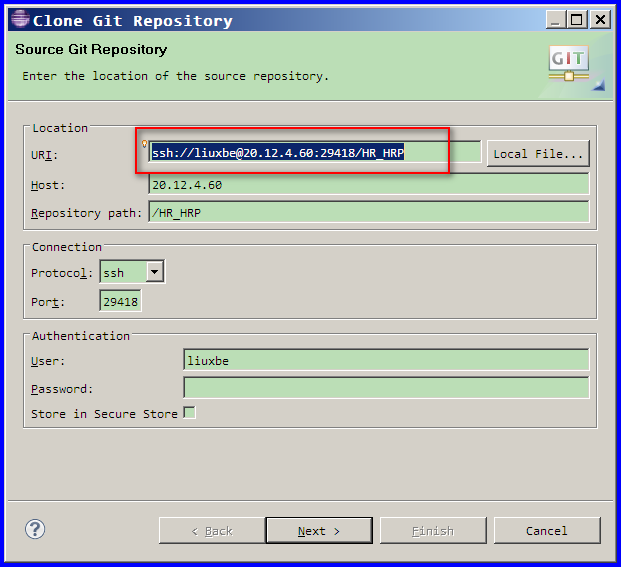 Clone Git Repository
Source Git Repository
Enter the location of the source repository.
GIT
Location
URI: ssh://liuxbe@20.12.4.60:29418/HR_HRP Local File...
Host: 20.12.4.60
Repository path: /HR_HRP
Connection
Protocol: ssh
Port: 29418
Authentication
User: liuxbe
Password:
Store in Secure Store
? < Back Next > Finish Cancel